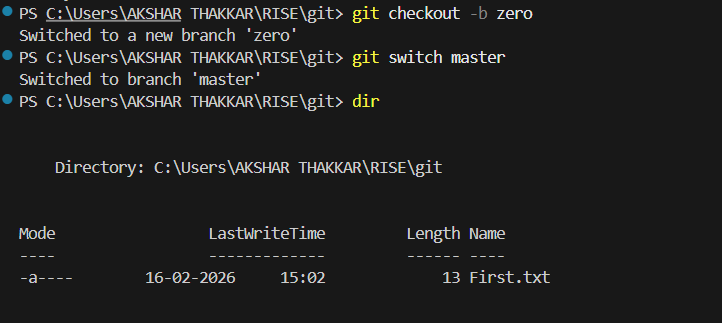 PS C:\Users\AKSHAR THAKKAR\RISE\git> git checkout -b zero
Switched to a new branch 'zero'
PS C:\Users\AKSHAR THAKKAR\RISE\git> git switch master
Switched to branch 'master'
PS C:\Users\AKSHAR THAKKAR\RISE\git> dir
Directory: C:\Users\AKSHAR THAKKAR\RISE\git
Mode LastWriteTime Length Name
---- ------------- ------ ----
-a---- 16-02-2026 15:02 13 First.txt